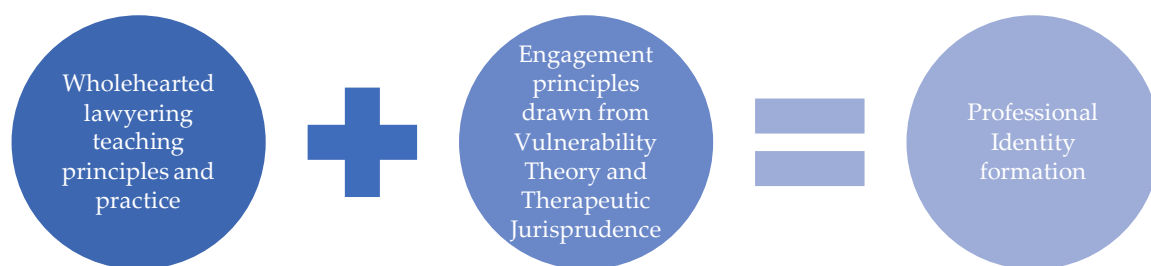 Wholehearted
lawyering
teaching
principles and
practice
Engagement
principles
drawn from
Vulnerability
Theory and
Therapeutic
Jurisprudence
Professional
Identity
formation